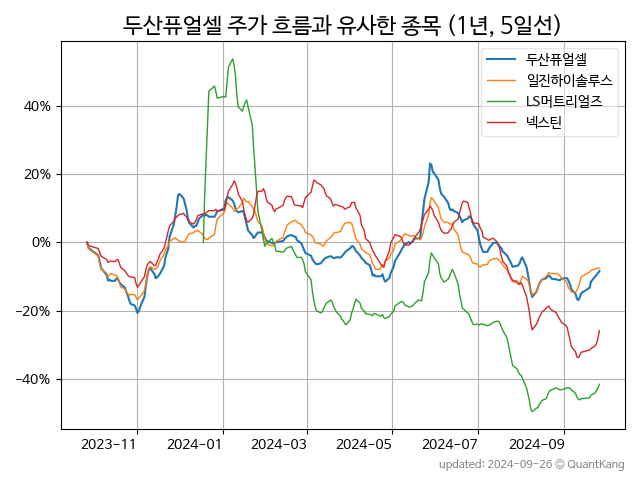 두산퓨얼셀 주가 흐름과 유사한 종목 (1년, 5일선)
두산퓨얼셀
일진하이솔루스
LS머트리얼즈
넥스틴
40%
20%
0%
−20%
−40%
2023−11
2024−01
2024−03
2024−05
2024−07
2024−09
updated: 2024-09-26 © QuantKang